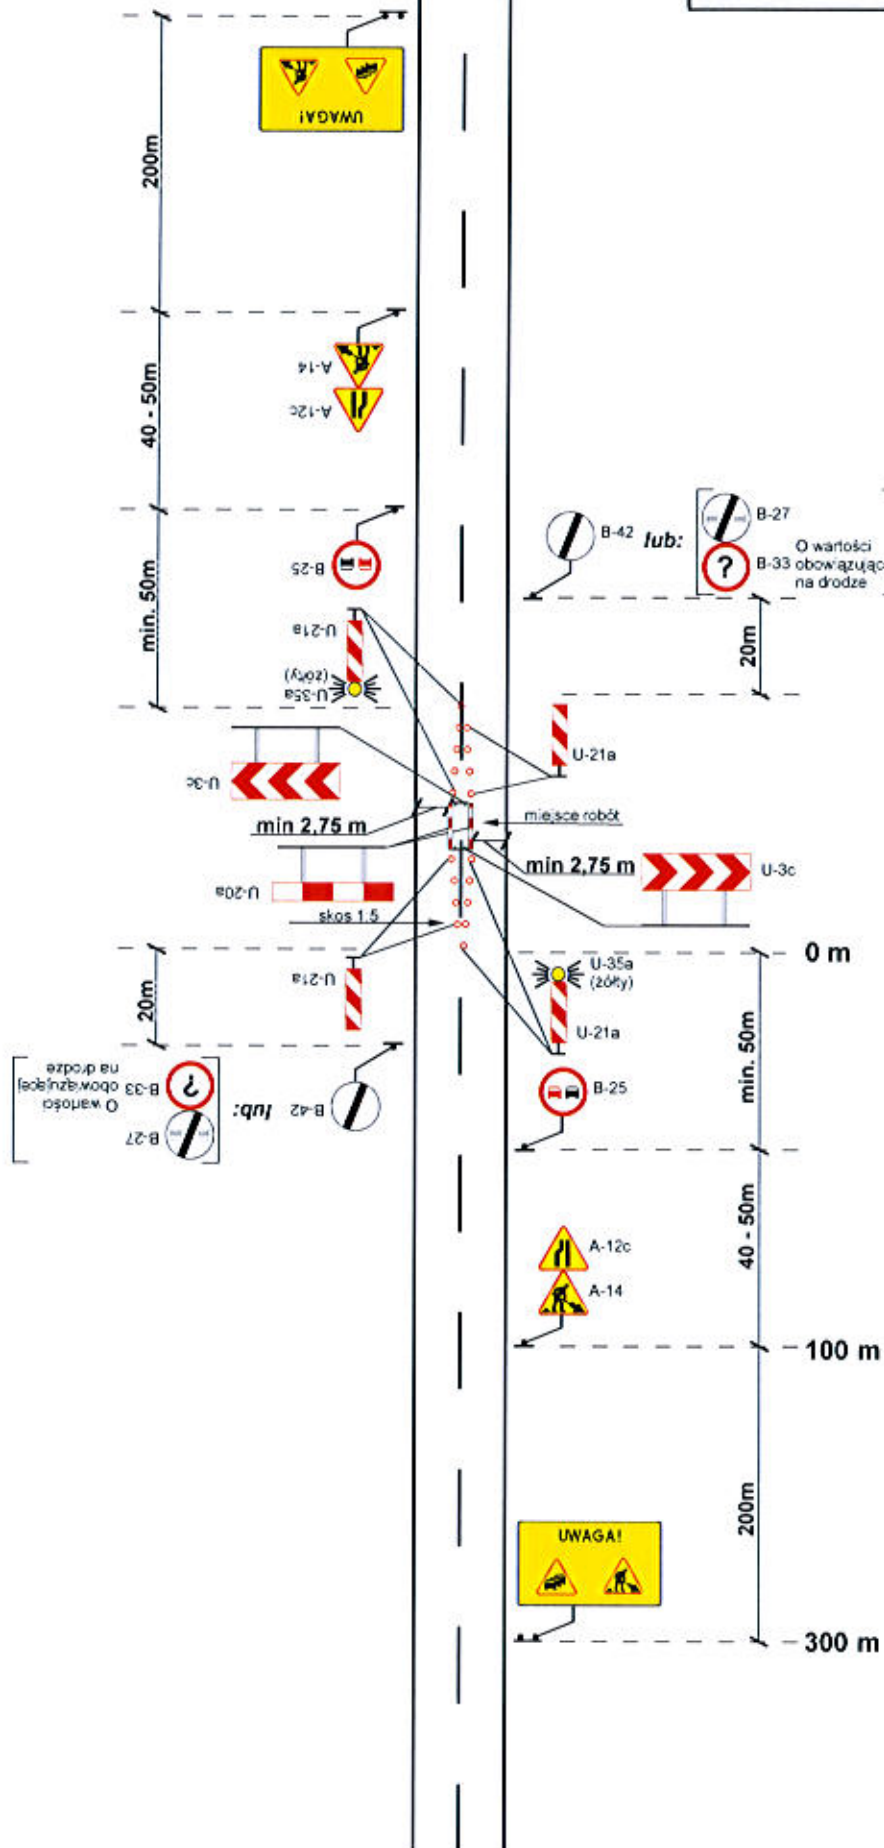 UWAGA!
200m
A-14
A-12c
40 - 50m
B-25
min. 50m
U-21a
U-35a
(żółty)
B-42
lub:
B-27
B-33
O wartości
obowiązując
na drodze
20m
U-21a
U-3c
miejsce robót
min 2,75 m
min 2,75 m
U-3c
U-20a
skos 1:5
0 m
U-21a
20m
U-35a
(żółty)
U-21a
min. 50m
B-25
B-33
O wartości
obowiązującej
na drodze
B-27
lub:
B-42
A-12c
40 - 50m
A-14
100 m
200m
UWAGA!
300 m